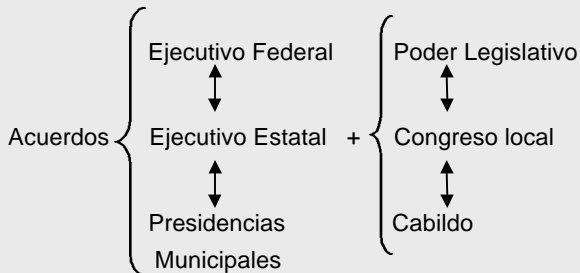 Ejecutivo Federal
Poder Legislativo
Acuerdos
Ejecutivo Estatal
+
Congreso local
Presidencias
Municipales
Cabildo